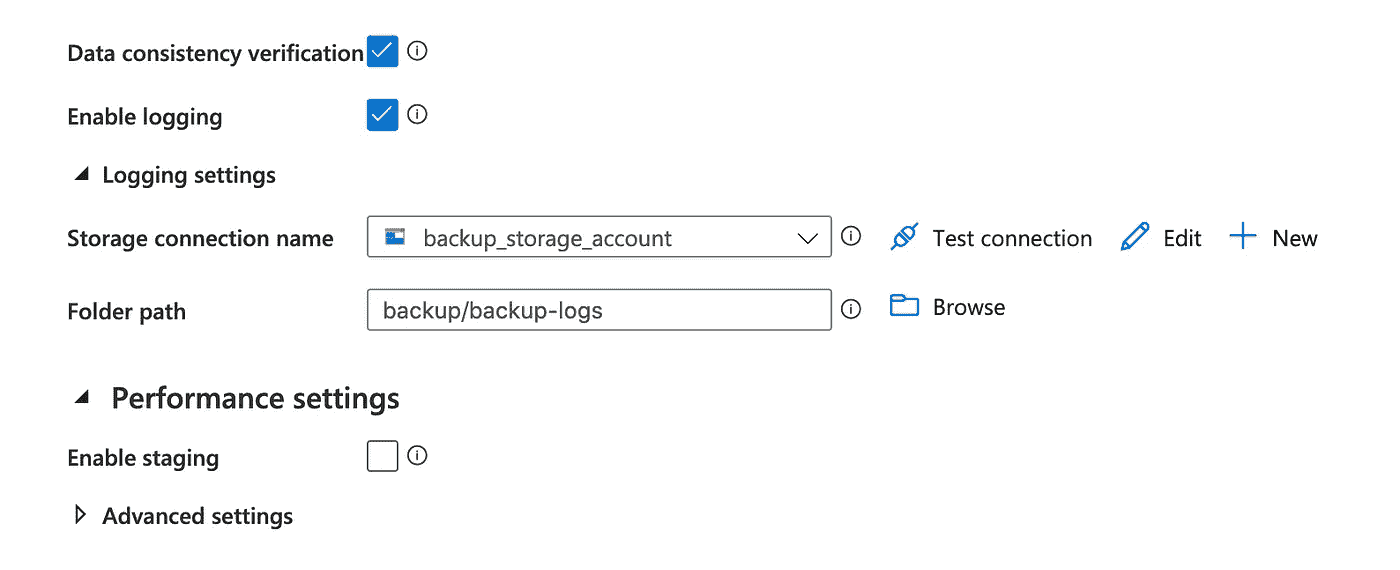 Data consistency verification
Enable logging
Logging settings
Storage connection name backup_storage_account Test connection Edit New
Folder path backup/backup-logs Browse
Performance settings
Enable staging
Advanced settings